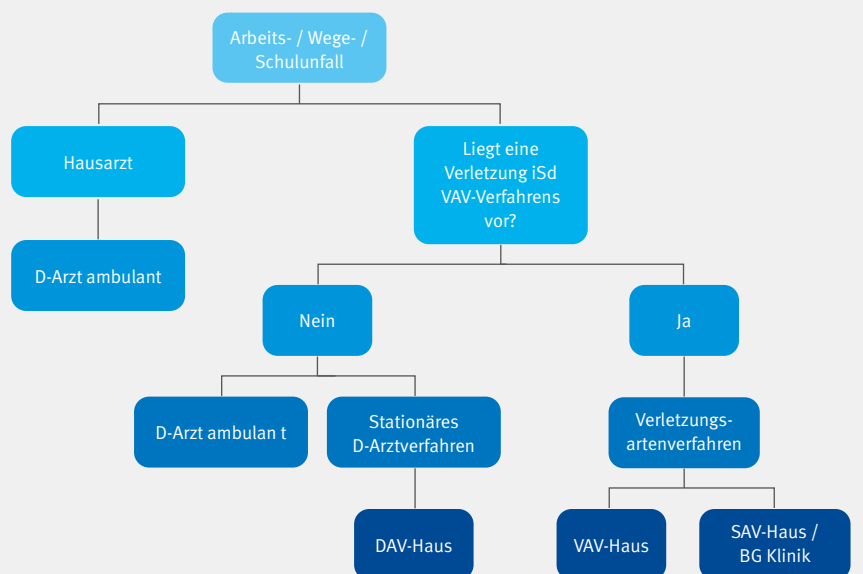 Arbeits- / Wege- /
Schulunfall
Hausarzt
Liegt eine
Verletzung iSd
VAV-Verfahrens
vor?
D-Arzt ambulant
Nein
Ja
D-Arzt ambulan t
Stationäres
D-Arztverfahren
Verletzungs-
artenverfahren
DAV-Haus
VAV-Haus
SAV-Haus /
BG Klinik